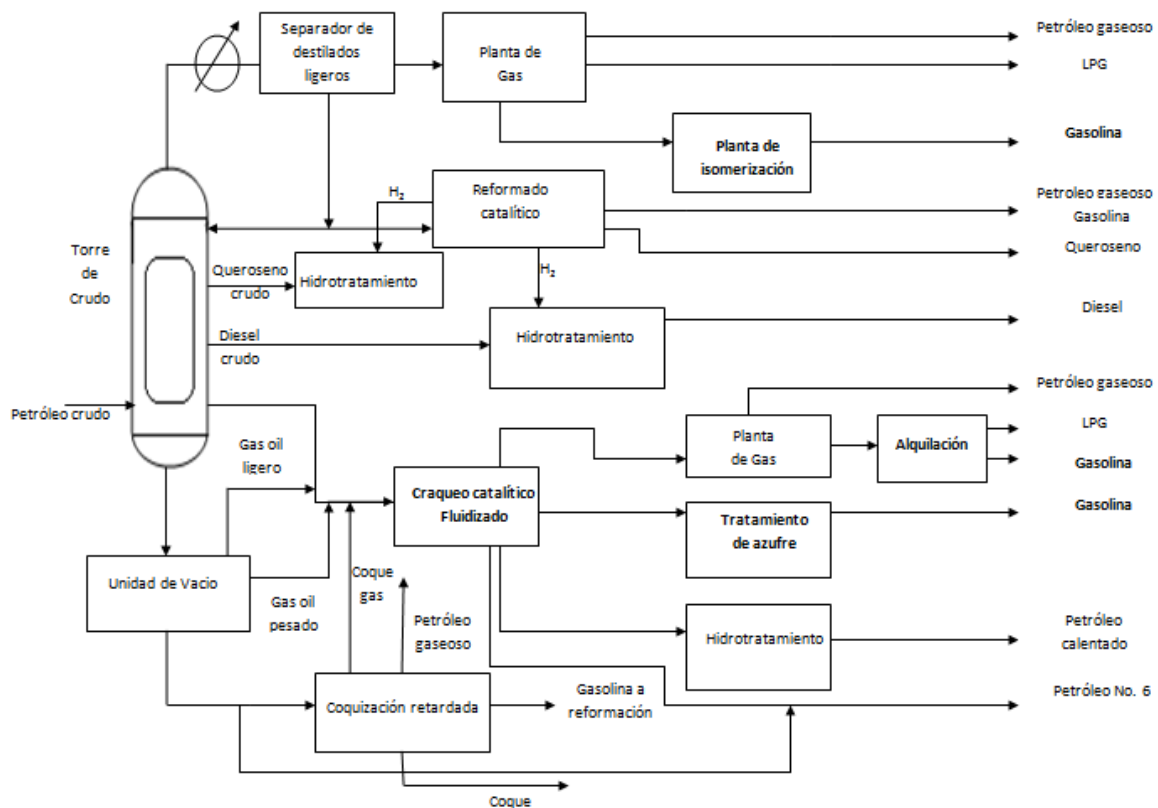 Separador de
destilados
ligeros
Planta de
Gas
Petróleo gaseoso
LPG
Planta de
isomerización
Gasolina
H2
Reformado
catalítico
Petroleo gaseoso
Gasolina
Queroseno
Torre
de
Crudo
Queroseno
crudo
Hidrotratamiento
H2
Diesel
crudo
Hidrotratamiento
Diesel
Petróleo crudo
Petróleo gaseoso
Gas oil
ligero
Planta
de Gas
Alquilación
LPG
Gasolina
Craqueo catalítico
Fluidizado
Tratamiento
de azufre
Gasolina
Unidad de Vacio
Gas oil
pesado
Coque
gas
Petróleo
gaseoso
Hidrotratamiento
Petróleo
calentado
Coquización retardada
Gasolina a
reformación
Petróleo No. 6
Coque